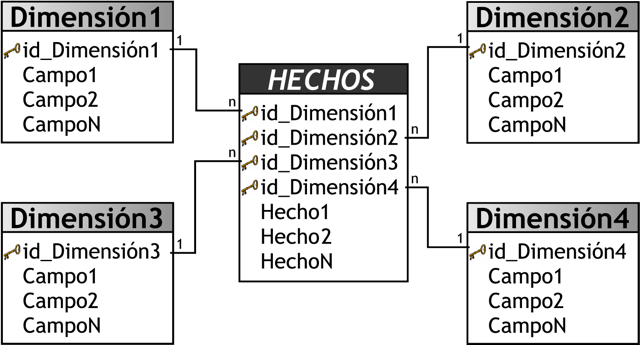 Dimensión1
id_Dimensión1
Campo1
Campo2
CampoN
Dimensión2
id_Dimensión2
Campo1
Campo2
CampoN
HECHOS
id_Dimensión1
id_Dimensión2
id_Dimensión3
id_Dimensión4
Hecho1
Hecho2
HechoN
Dimensión3
id_Dimensión3
Campo1
Campo2
CampoN
Dimensión4
id_Dimensión4
Campo1
Campo2
CampoN
1
n
1
n
1
n
1
n